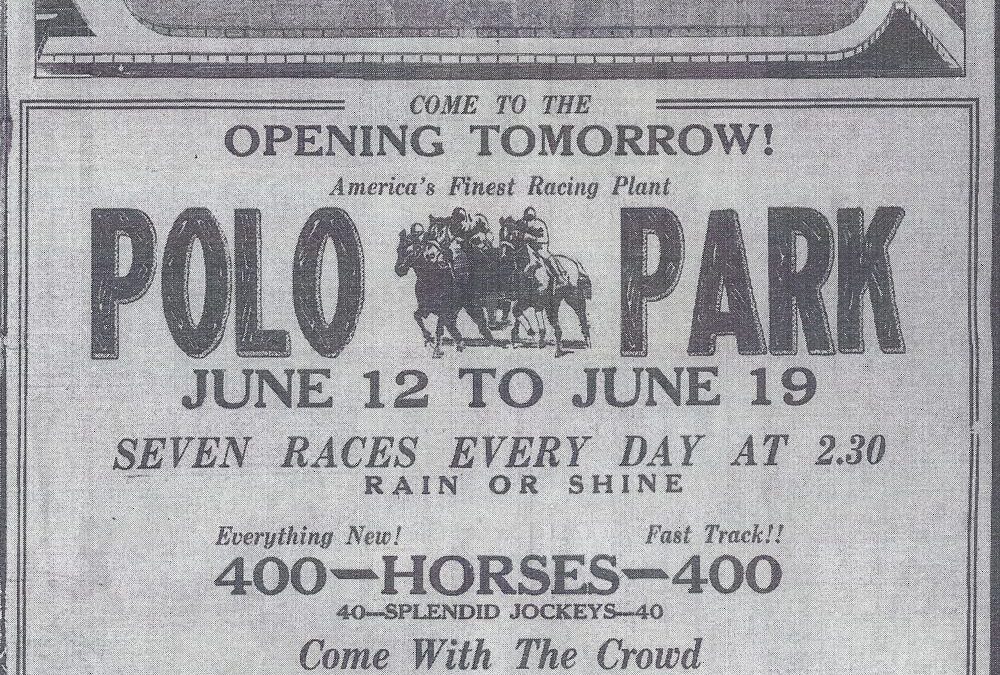 COME TO THE
OPENING TOMORROW!
America's Finest Racing Plant
POLO PARK
JUNE 12 TO JUNE 19
SEVEN RACES EVERY DAY AT 2.30
RAIN OR SHINE
Everything New! Fast Track!!
400—HORSES—400
40—SPLENDID JOCKEYS—40
Come With The Crowd